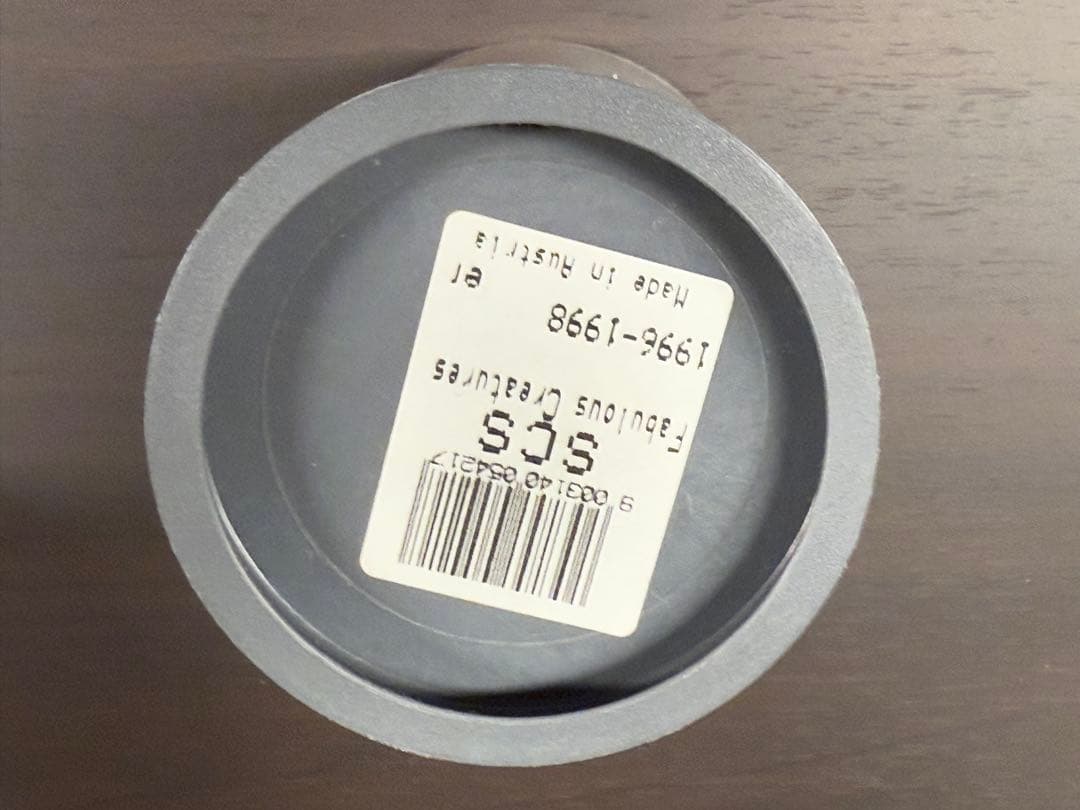 9 003140 054217
SCS
Fabulous Creatures
1996-1998
er
Made in Austria